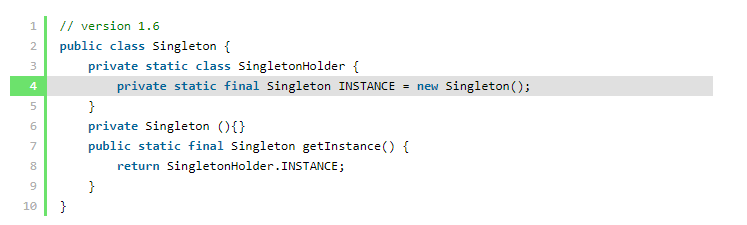 1 // version 1.6
2 public class Singleton {
3 private static class SingletonHolder {
4 private static final Singleton INSTANCE = new Singleton();
5 }
6 private Singleton (){}
7 public static final Singleton getInstance() {
8 return SingletonHolder.INSTANCE;
9 }
10 }